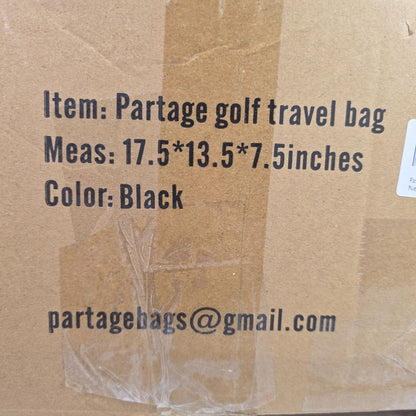 Item: Partage golf travel bag
Meas: 17.5*13.5*7.5inches
Color: Black
partagebags@gmail.com